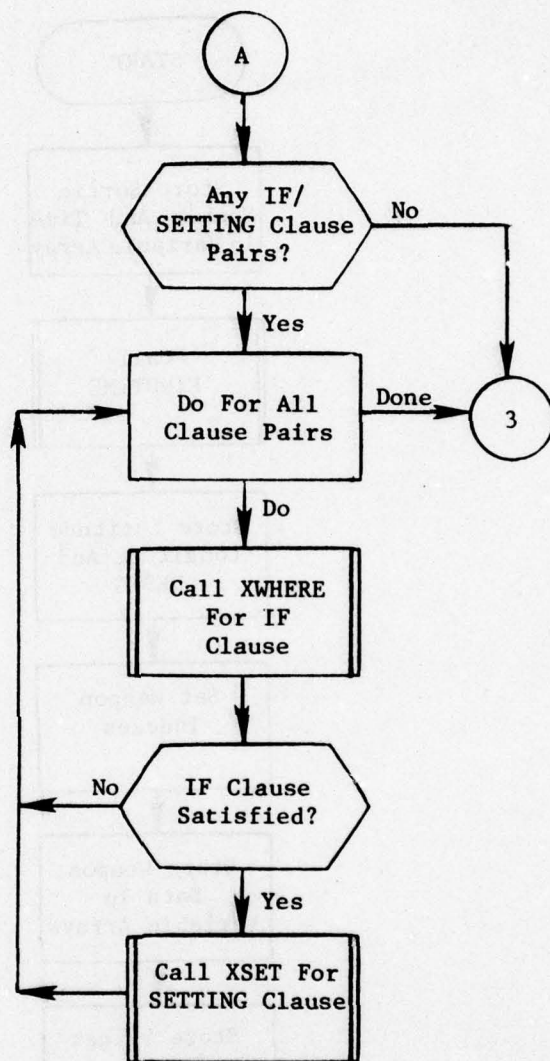 A
Any IF/
SETTING Clause
Pairs?
No
Yes
Do For All
Clause Pairs
Done
3
Do
Call XWHERE
For IF
Clause
IF Clause
Satisfied?
No
Yes
Call XSET For
SETTING Clause